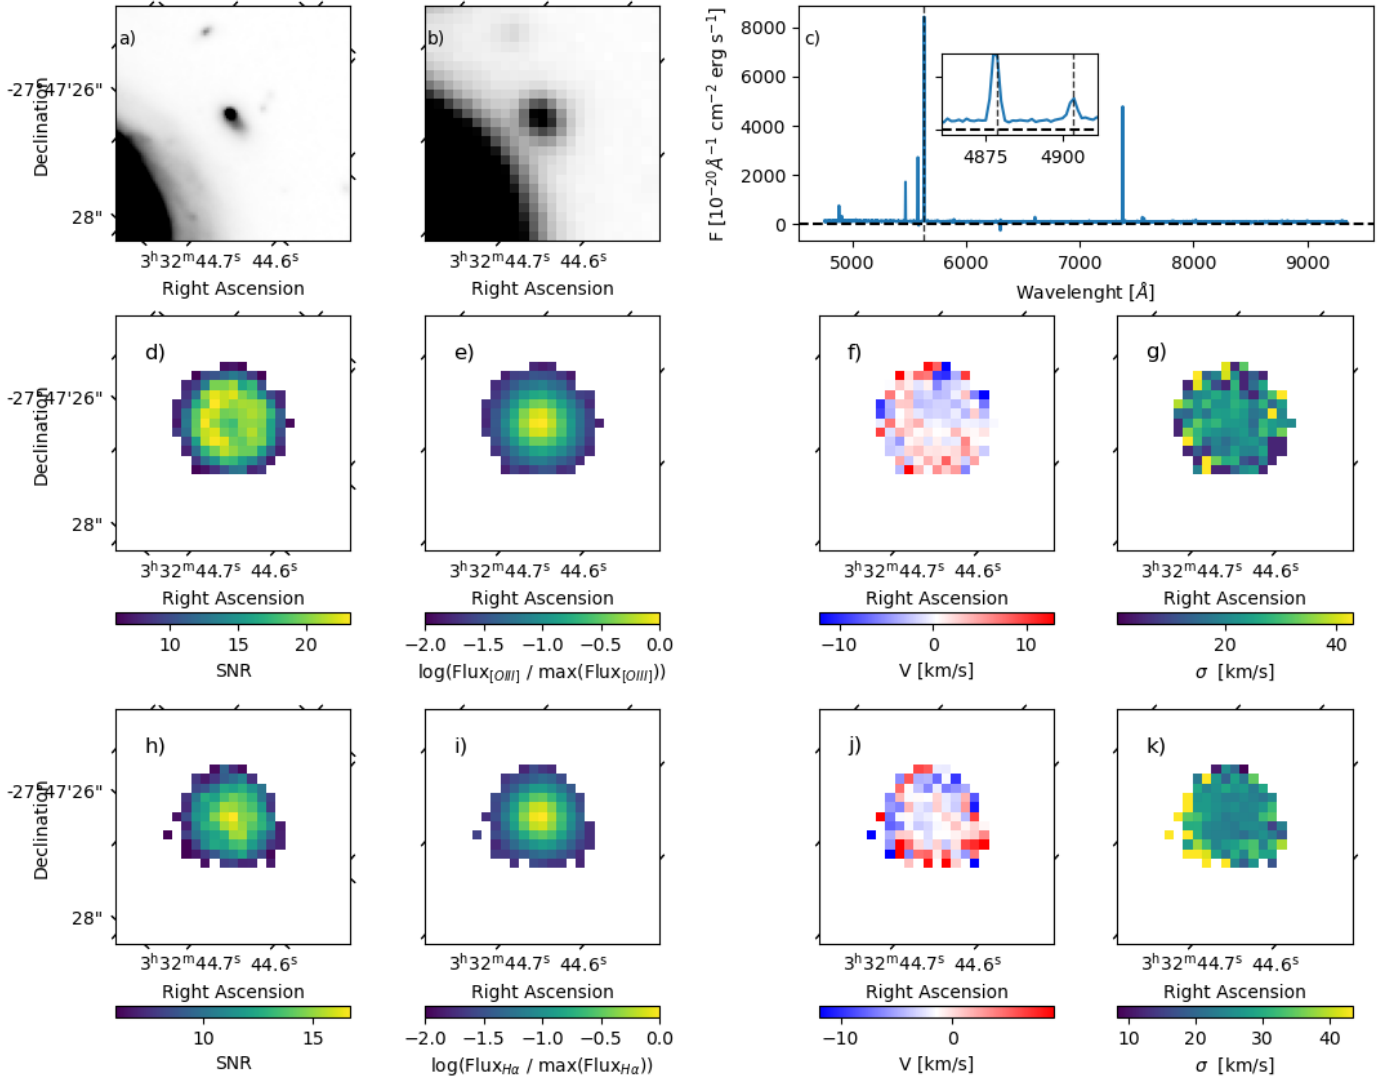 a)
Declination
-27°47'26"
28"
3ʰ32ᵐ44.7ˢ 44.6ˢ
Right Ascension
b)
3ʰ32ᵐ44.7ˢ 44.6ˢ
Right Ascension
c)
F [10⁻²⁰Å⁻¹ cm⁻² erg s⁻¹]
8000
6000
4000
2000
0
4875 4900
5000 6000 7000 8000 9000
Wavelenght [Å]
d)
Declination
-27°47'26"
28"
3ʰ32ᵐ44.7ˢ 44.6ˢ
Right Ascension
10 15 20
SNR
e)
3ʰ32ᵐ44.7ˢ 44.6ˢ
Right Ascension
−2.0 −1.5 −1.0 −0.5 0.0
log(Flux[OIII] / max(Flux[OIII]))
f)
3ʰ32ᵐ44.7ˢ 44.6ˢ
Right Ascension
−10 0 10
V [km/s]
g)
3ʰ32ᵐ44.7ˢ 44.6ˢ
Right Ascension
20 40
σ [km/s]
h)
Declination
-27°47'26"
28"
3ʰ32ᵐ44.7ˢ 44.6ˢ
Right Ascension
10 15
SNR
i)
3ʰ32ᵐ44.7ˢ 44.6ˢ
Right Ascension
−2.0 −1.5 −1.0 −0.5 0.0
log(FluxHα / max(FluxHα))
j)
3ʰ32ᵐ44.7ˢ 44.6ˢ
Right Ascension
−10 0
V [km/s]
k)
3ʰ32ᵐ44.7ˢ 44.6ˢ
Right Ascension
10 20 30 40
σ [km/s]